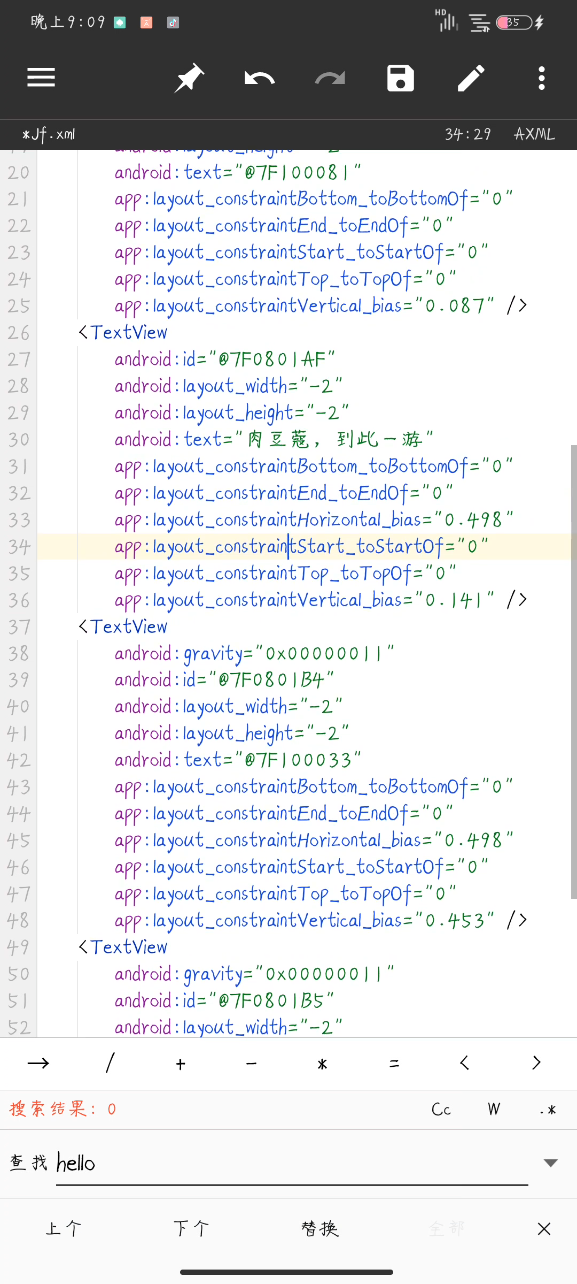 晚上9:09 HD 35
*Jf.xml 34:29 AXML
20 android:text="@7F100081"
21 app:layout_constraintBottom_toBottomOf="0"
22 app:layout_constraintEnd_toEndOf="0"
23 app:layout_constraintStart_toStartOf="0"
24 app:layout_constraintTop_toTopOf="0"
25 app:layout_constraintVertical_bias="0.087" />
26 <TextView
27 android:id="@7F0801AF"
28 android:layout_width="-2"
29 android:layout_height="-2"
30 android:text="肉豆蔻，到此一游"
31 app:layout_constraintBottom_toBottomOf="0"
32 app:layout_constraintEnd_toEndOf="0"
33 app:layout_constraintHorizontal_bias="0.498"
34 app:layout_constraintStart_toStartOf="0"
35 app:layout_constraintTop_toTopOf="0"
36 app:layout_constraintVertical_bias="0.141" />
37 <TextView
38 android:gravity="0x00000011"
39 android:id="@7F0801B4"
40 android:layout_width="-2"
41 android:layout_height="-2"
42 android:text="@7F100033"
43 app:layout_constraintBottom_toBottomOf="0"
44 app:layout_constraintEnd_toEndOf="0"
45 app:layout_constraintHorizontal_bias="0.498"
46 app:layout_constraintStart_toStartOf="0"
47 app:layout_constraintTop_toTopOf="0"
48 app:layout_constraintVertical_bias="0.453" />
49 <TextView
50 android:gravity="0x00000011"
51 android:id="@7F0801B5"
52 android:layout_width="-2"
→ / + - * = < >
搜索结果: 0 Cc W .*
查找 hello
上个 下个 替换 全部